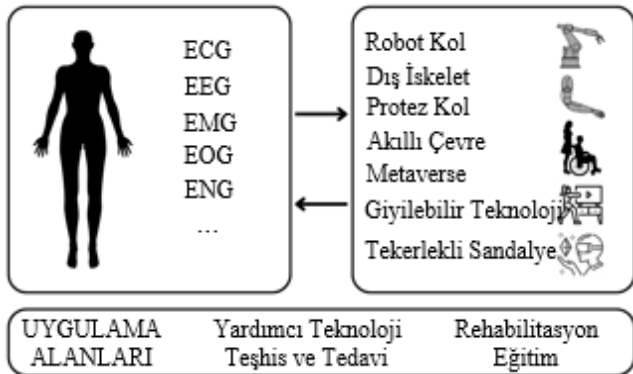 ECG
EEG
EMG
EOG
ENG
...
Robot Kol
Dış İskelet
Protez Kol
Akıllı Çevre
Metaverse
Giyilebilir Teknoloji
Tekerlekli Sandalye
UYGULAMA ALANLARI
Yardımcı Teknoloji
Teşhis ve Tedavi
Rehabilitasyon
Eğitim